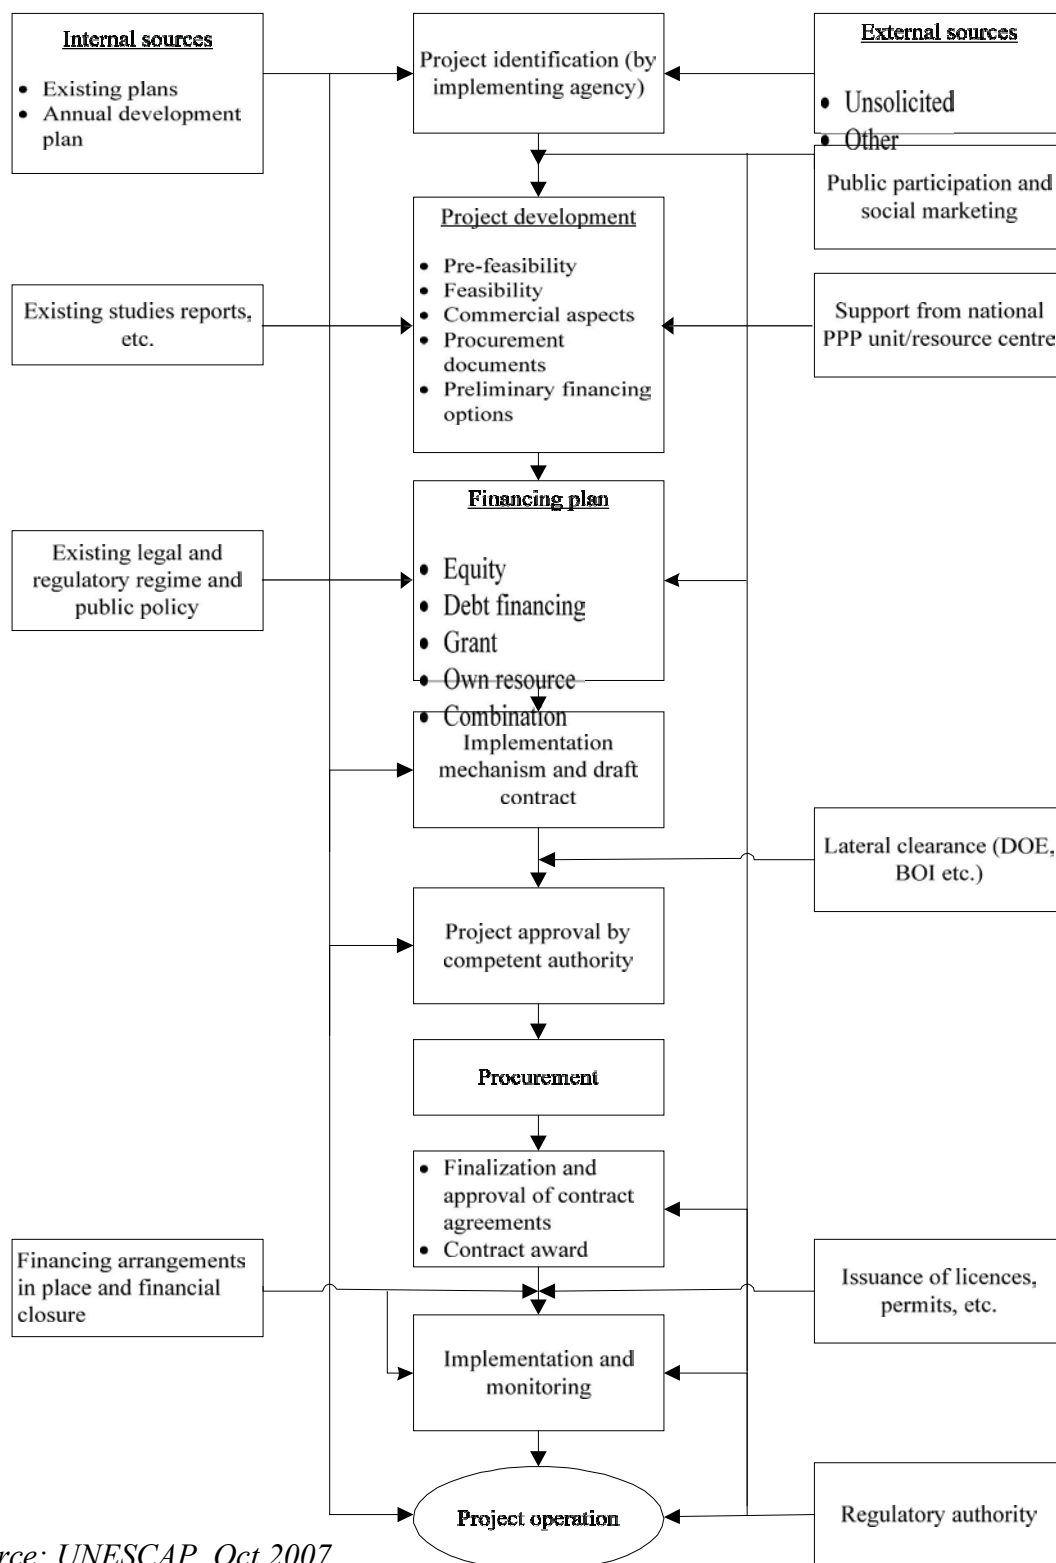 Internal sources
• Existing plans
• Annual development
plan
Project identification (by
implementing agency)
External sources
• Unsolicited
• Other
Public participation and
social marketing
Project development
• Pre-feasibility
• Feasibility
• Commercial aspects
• Procurement
documents
• Preliminary financing
options
Existing studies reports,
etc.
Support from national
PPP unit/resource centre
Financing plan
• Equity
• Debt financing
• Grant
• Own resource
• Combination
Existing legal and
regulatory regime and
public policy
Implementation
mechanism and draft
contract
Lateral clearance (DOE,
BOI etc.)
Project approval by
competent authority
Procurement
• Finalization and
approval of contract
agreements
• Contract award
Financing arrangements
in place and financial
closure
Issuance of licences,
permits, etc.
Implementation and
monitoring
Project operation
Regulatory authority
rce: UNESCAP, Oct 2007